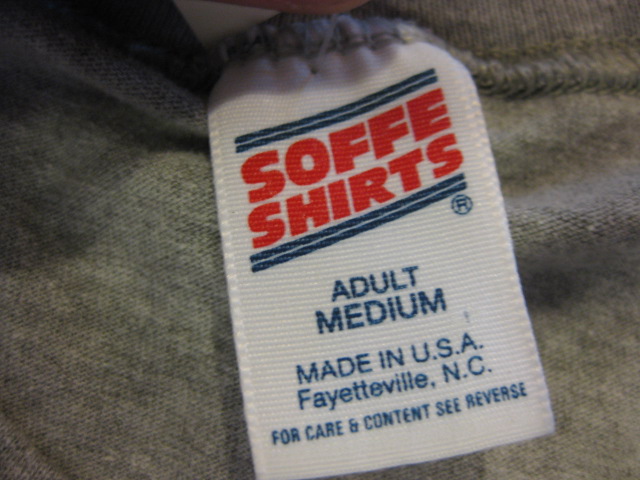 SOFFE
SHIRTS
®
ADULT
MEDIUM
MADE IN U.S.A.
Fayetteville, N.C.
FOR CARE & CONTENT SEE REVERSE